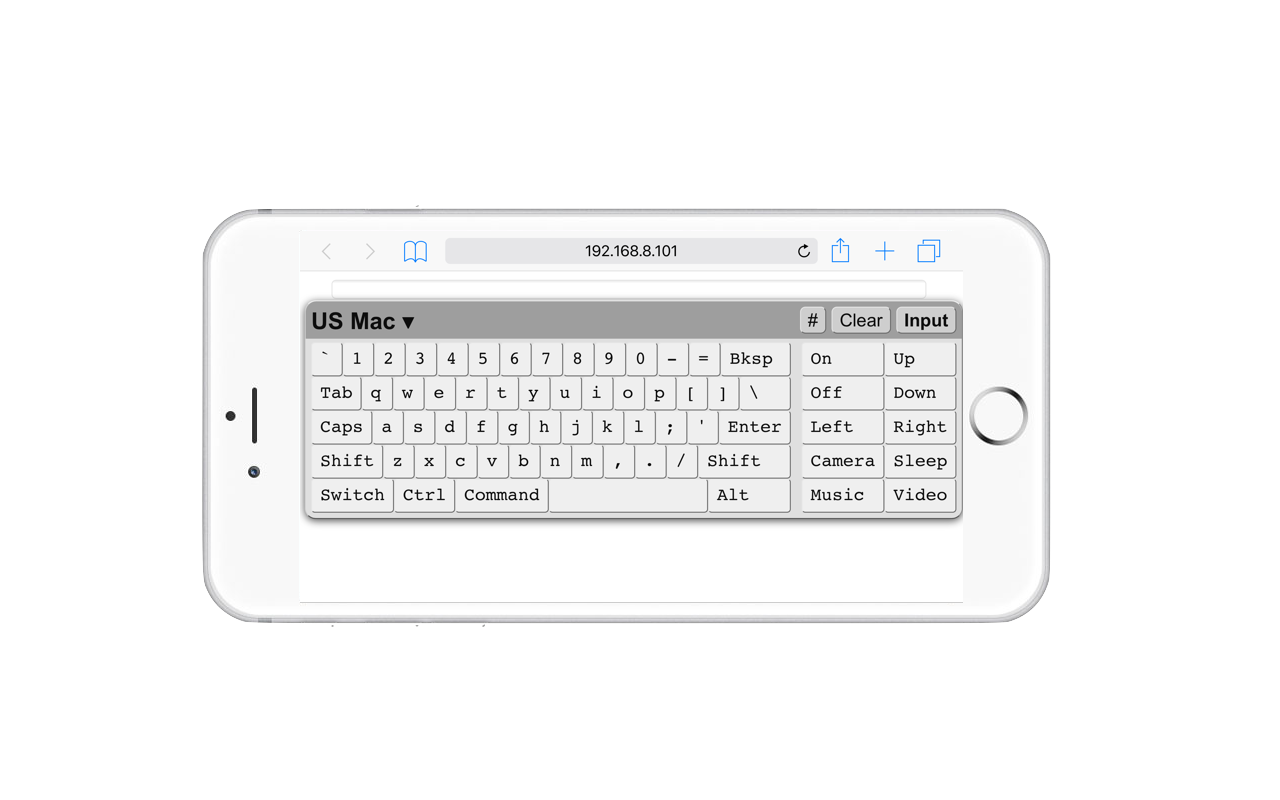 192.168.8.101
US Mac ▾ # Clear Input
` 1 2 3 4 5 6 7 8 9 0 - = Bksp On Up
Tab q w e r t y u i o p [ ] \ Off Down
Caps a s d f g h j k l ; ' Enter Left Right
Shift z x c v b n m , . / Shift Camera Sleep
Switch Ctrl Command Alt Music Video